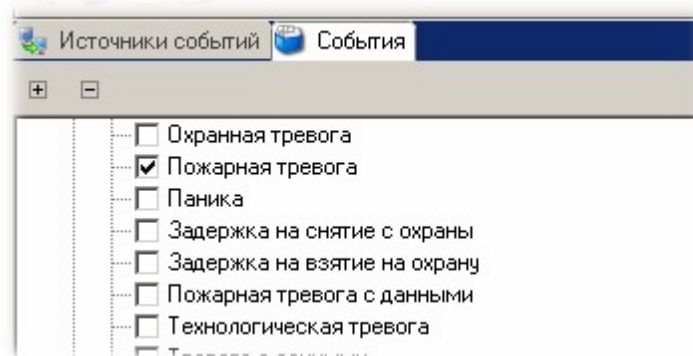 Источники событий События
Охранная тревога
Пожарная тревога
Паника
Задержка на снятие с охраны
Задержка на взятие на охрану
Пожарная тревога с данными
Технологическая тревога